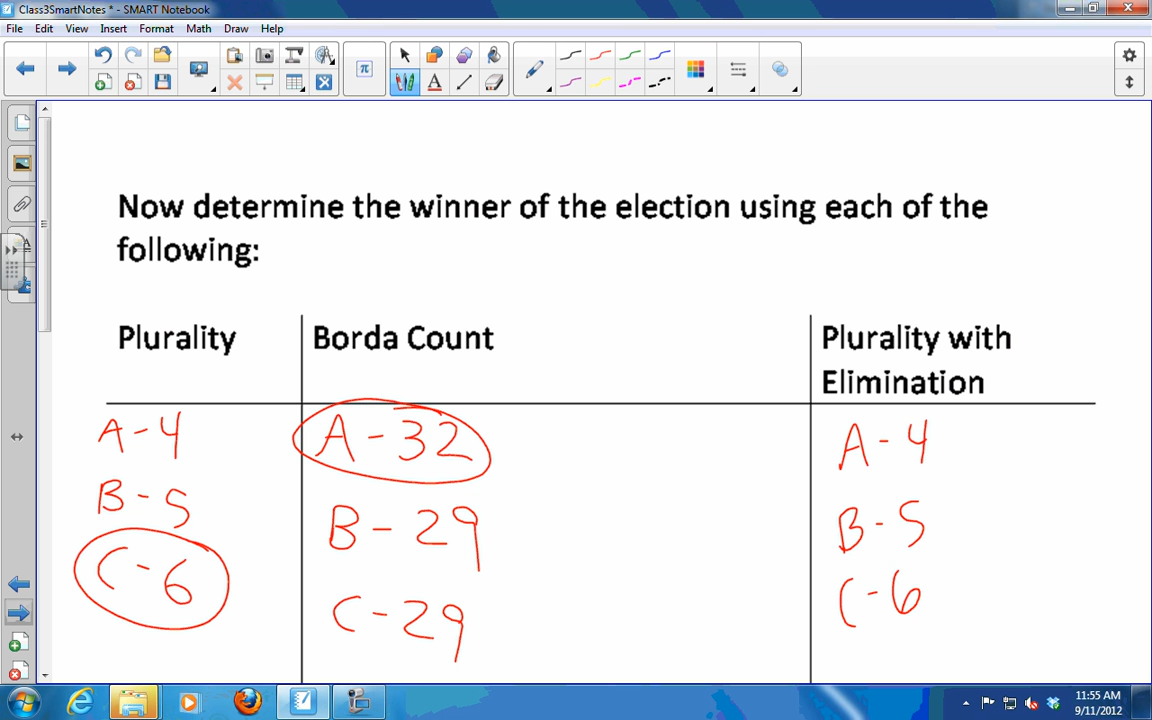 Class3SmartNotes * - SMART Notebook
File Edit View Insert Format Math Draw Help
π
A
Now determine the winner of the election using each of the
following:
Plurality
Borda Count
Plurality with
Elimination
A - 4
B - 5
C - 6
A - 32
B - 29
C - 29
A - 4
B - 5
C - 6
11:55 AM
9/11/2012